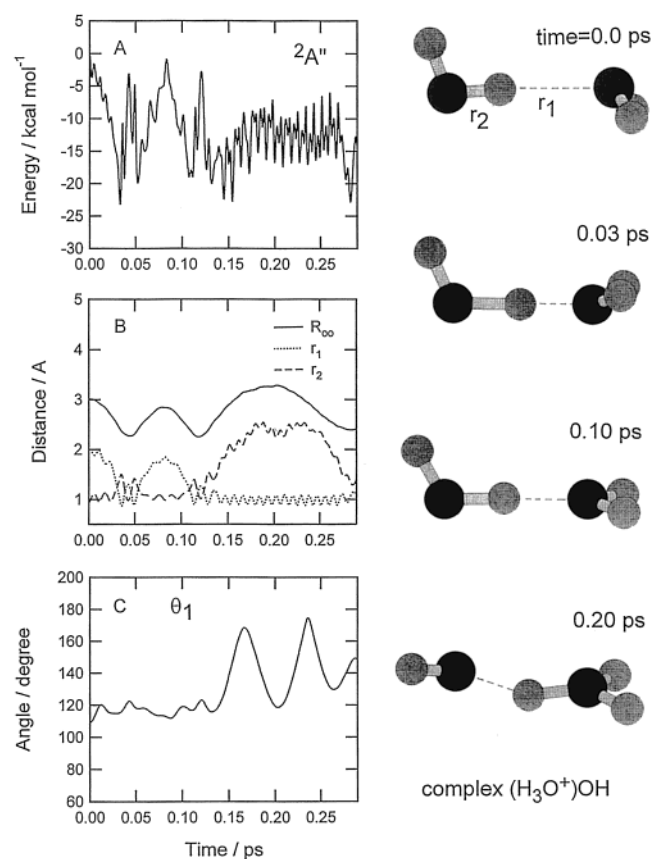 A
²A"
Energy / kcal mol⁻¹
5
0
-5
-10
-15
-20
-25
-30
0.00 0.05 0.10 0.15 0.20 0.25
B
R∞
r₁
r₂
Distance / A
5
4
3
2
1
0.00 0.05 0.10 0.15 0.20 0.25
C
θ₁
Angle / degree
200
180
160
140
120
100
80
60
0.00 0.05 0.10 0.15 0.20 0.25
Time / ps
time=0.0 ps
r₂
r₁
0.03 ps
0.10 ps
0.20 ps
complex (H₃O⁺)OH